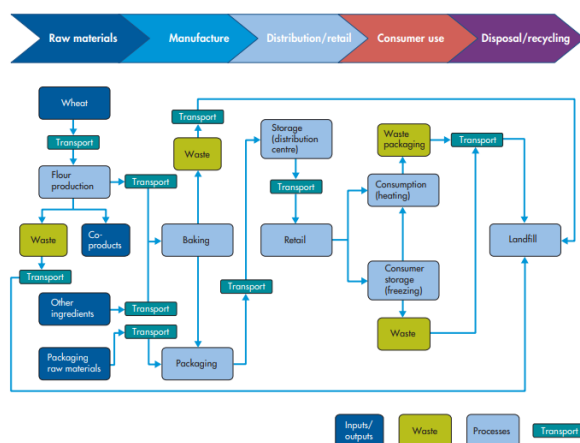 Raw materials
Manufacture
Distribution/retail
Consumer use
Disposal/recycling
Wheat
Transport
Flour
production
Transport
Waste
Co-
products
Transport
Other
ingredients
Transport
Packaging
raw materials
Transport
Transport
Waste
Baking
Packaging
Transport
Storage
(distribution
centre)
Transport
Retail
Waste
packaging
Transport
Consumption
(heating)
Consumer
storage
(freezing)
Waste
Landfill
Inputs/
outputs
Waste
Processes
Transport